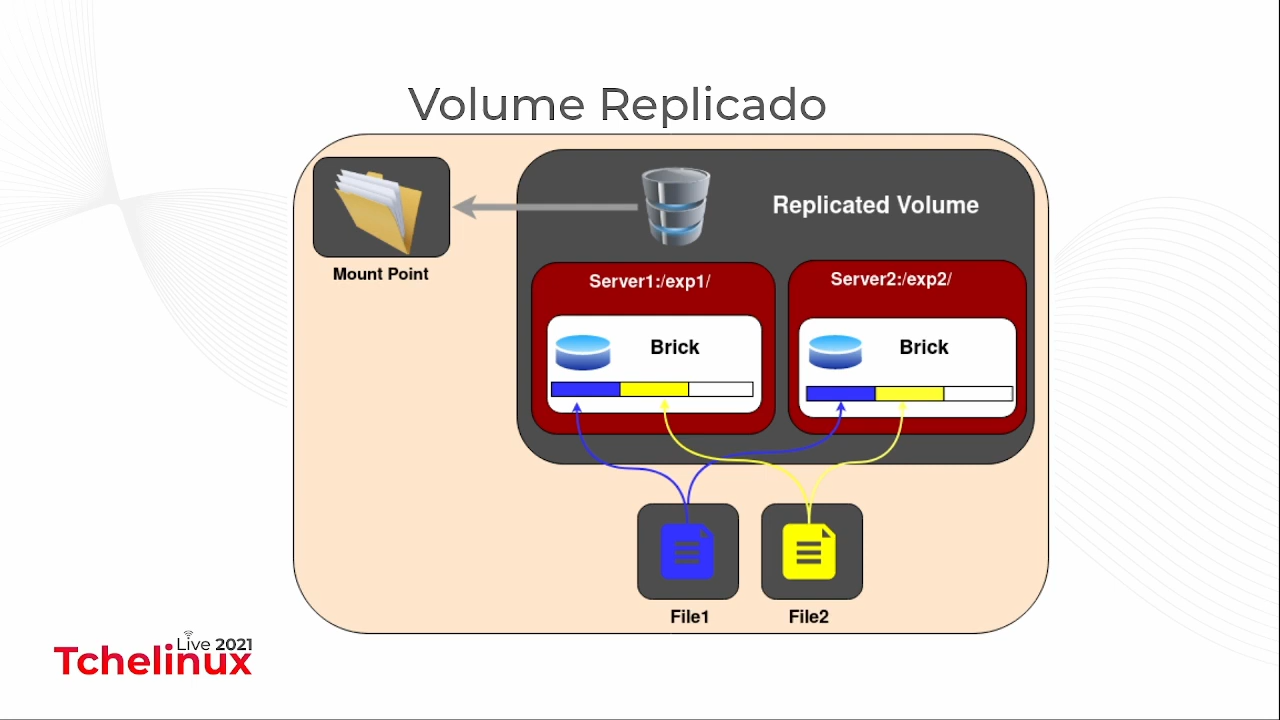 Volume Replicado
Replicated Volume
Mount Point
Server1:/exp1/
Server2:/exp2/
Brick
Brick
File1
File2
Live 2021
Tchelinux